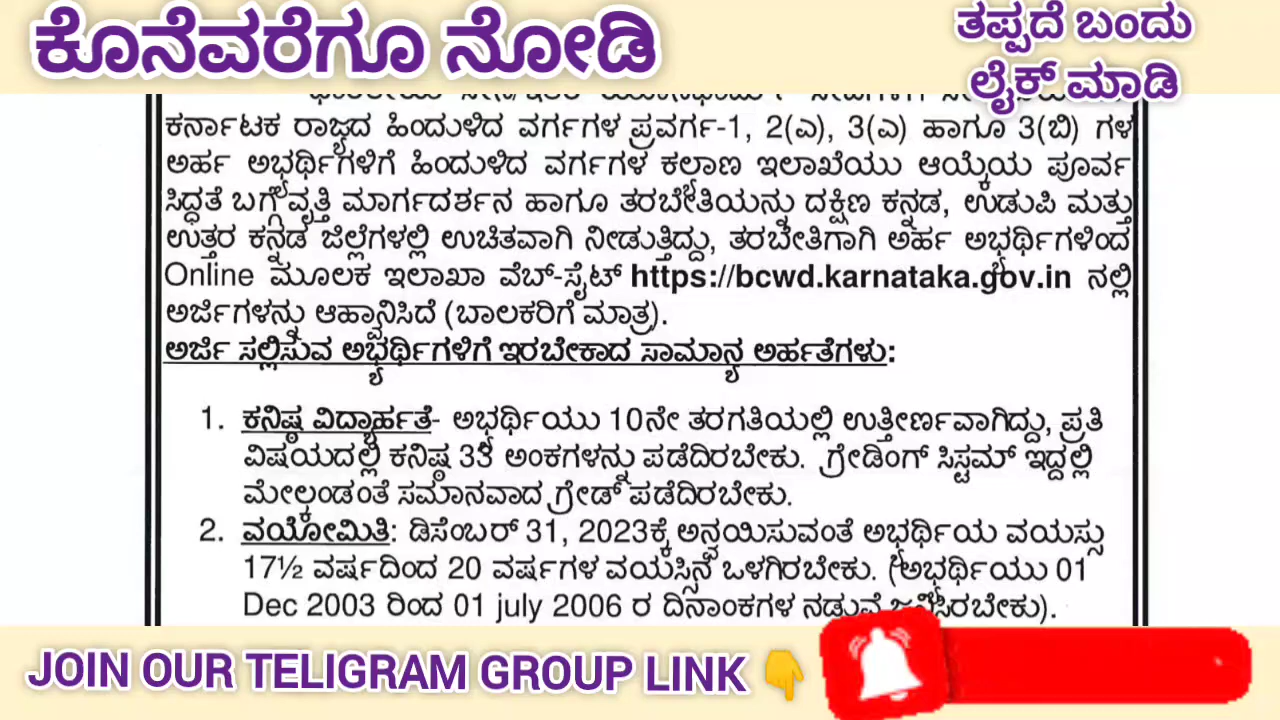 ಕೊನೆವರೆಗೂ ನೋಡಿ
ತಪ್ಪದೆ ಬಂದು
ಲೈಕ್ ಮಾಡಿ
ಕರ್ನಾಟಕ ರಾಜ್ಯದ ಹಿಂದುಳಿದ ವರ್ಗಗಳ ಪ್ರವರ್ಗ-1, 2(ಎ), 3(ಎ) ಹಾಗೂ 3(ಬಿ) ಗಳ
ಅರ್ಹ ಅಭ್ಯರ್ಥಿಗಳಿಗೆ ಹಿಂದುಳಿದ ವರ್ಗಗಳ ಕಲ್ಯಾಣ ಇಲಾಖೆಯು ಆಯ್ಕೆಯ ಪೂರ್ವ
ಸಿದ್ಧತೆ ಬಗ್ಗೆ ವೃತ್ತಿ ಮಾರ್ಗದರ್ಶನ ಹಾಗೂ ತರಬೇತಿಯನ್ನು ದಕ್ಷಿಣ ಕನ್ನಡ, ಉಡುಪಿ ಮತ್ತು
ಉತ್ತರ ಕನ್ನಡ ಜಿಲ್ಲೆಗಳಲ್ಲಿ ಉಚಿತವಾಗಿ ನೀಡುತ್ತಿದ್ದು, ತರಬೇತಿಗಾಗಿ ಅರ್ಹ ಅಭ್ಯರ್ಥಿಗಳಿಂದ
Online ಮೂಲಕ ಇಲಾಖಾ ವೆಬ್-ಸೈಟ್ https://bcwd.karnataka.gov.in ನಲ್ಲಿ
ಅರ್ಜಿಗಳನ್ನು ಆಹ್ವಾನಿಸಿದೆ (ಬಾಲಕರಿಗೆ ಮಾತ್ರ).
ಅರ್ಜಿ ಸಲ್ಲಿಸುವ ಅಭ್ಯರ್ಥಿಗಳಿಗೆ ಇರಬೇಕಾದ ಸಾಮಾನ್ಯ ಅರ್ಹತೆಗಳು:
1. ಕನಿಷ್ಠ ವಿದ್ಯಾರ್ಹತೆ- ಅಭ್ಯರ್ಥಿಯು 10ನೇ ತರಗತಿಯಲ್ಲಿ ಉತ್ತೀರ್ಣವಾಗಿದ್ದು, ಪ್ರತಿ
ವಿಷಯದಲ್ಲಿ ಕನಿಷ್ಠ 33 ಅಂಕಗಳನ್ನು ಪಡೆದಿರಬೇಕು. ಗ್ರೇಡಿಂಗ್ ಸಿಸ್ಟಮ್ ಇದ್ದಲ್ಲಿ
ಮೇಲ್ಕಂಡಂತೆ ಸಮಾನವಾದ ಗ್ರೇಡ್ ಪಡೆದಿರಬೇಕು.
2. ವಯೋಮಿತಿ: ಡಿಸೆಂಬರ್ 31, 2023ಕ್ಕೆ ಅನ್ವಯಿಸುವಂತೆ ಅಭ್ಯರ್ಥಿಯ ವಯಸ್ಸು
17½ ವರ್ಷದಿಂದ 20 ವರ್ಷಗಳ ವಯಸ್ಸಿನ ಒಳಗಿರಬೇಕು. (ಅಭ್ಯರ್ಥಿಯು 01
Dec 2003 ರಿಂದ 01 july 2006 ರ ದಿನಾಂಕಗಳ ನಡುವೆ ಜನಿಸಿರಬೇಕು).
JOIN OUR TELIGRAM GROUP LINK 👇